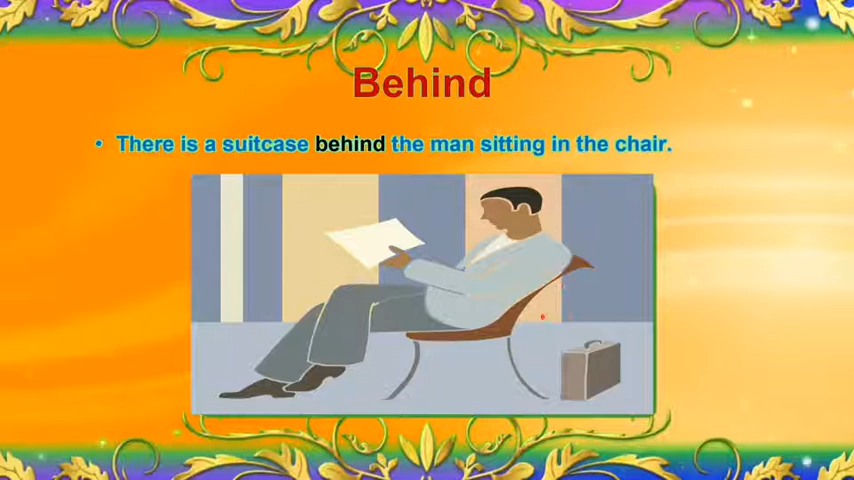 Behind
• There is a suitcase behind the man sitting in the chair.